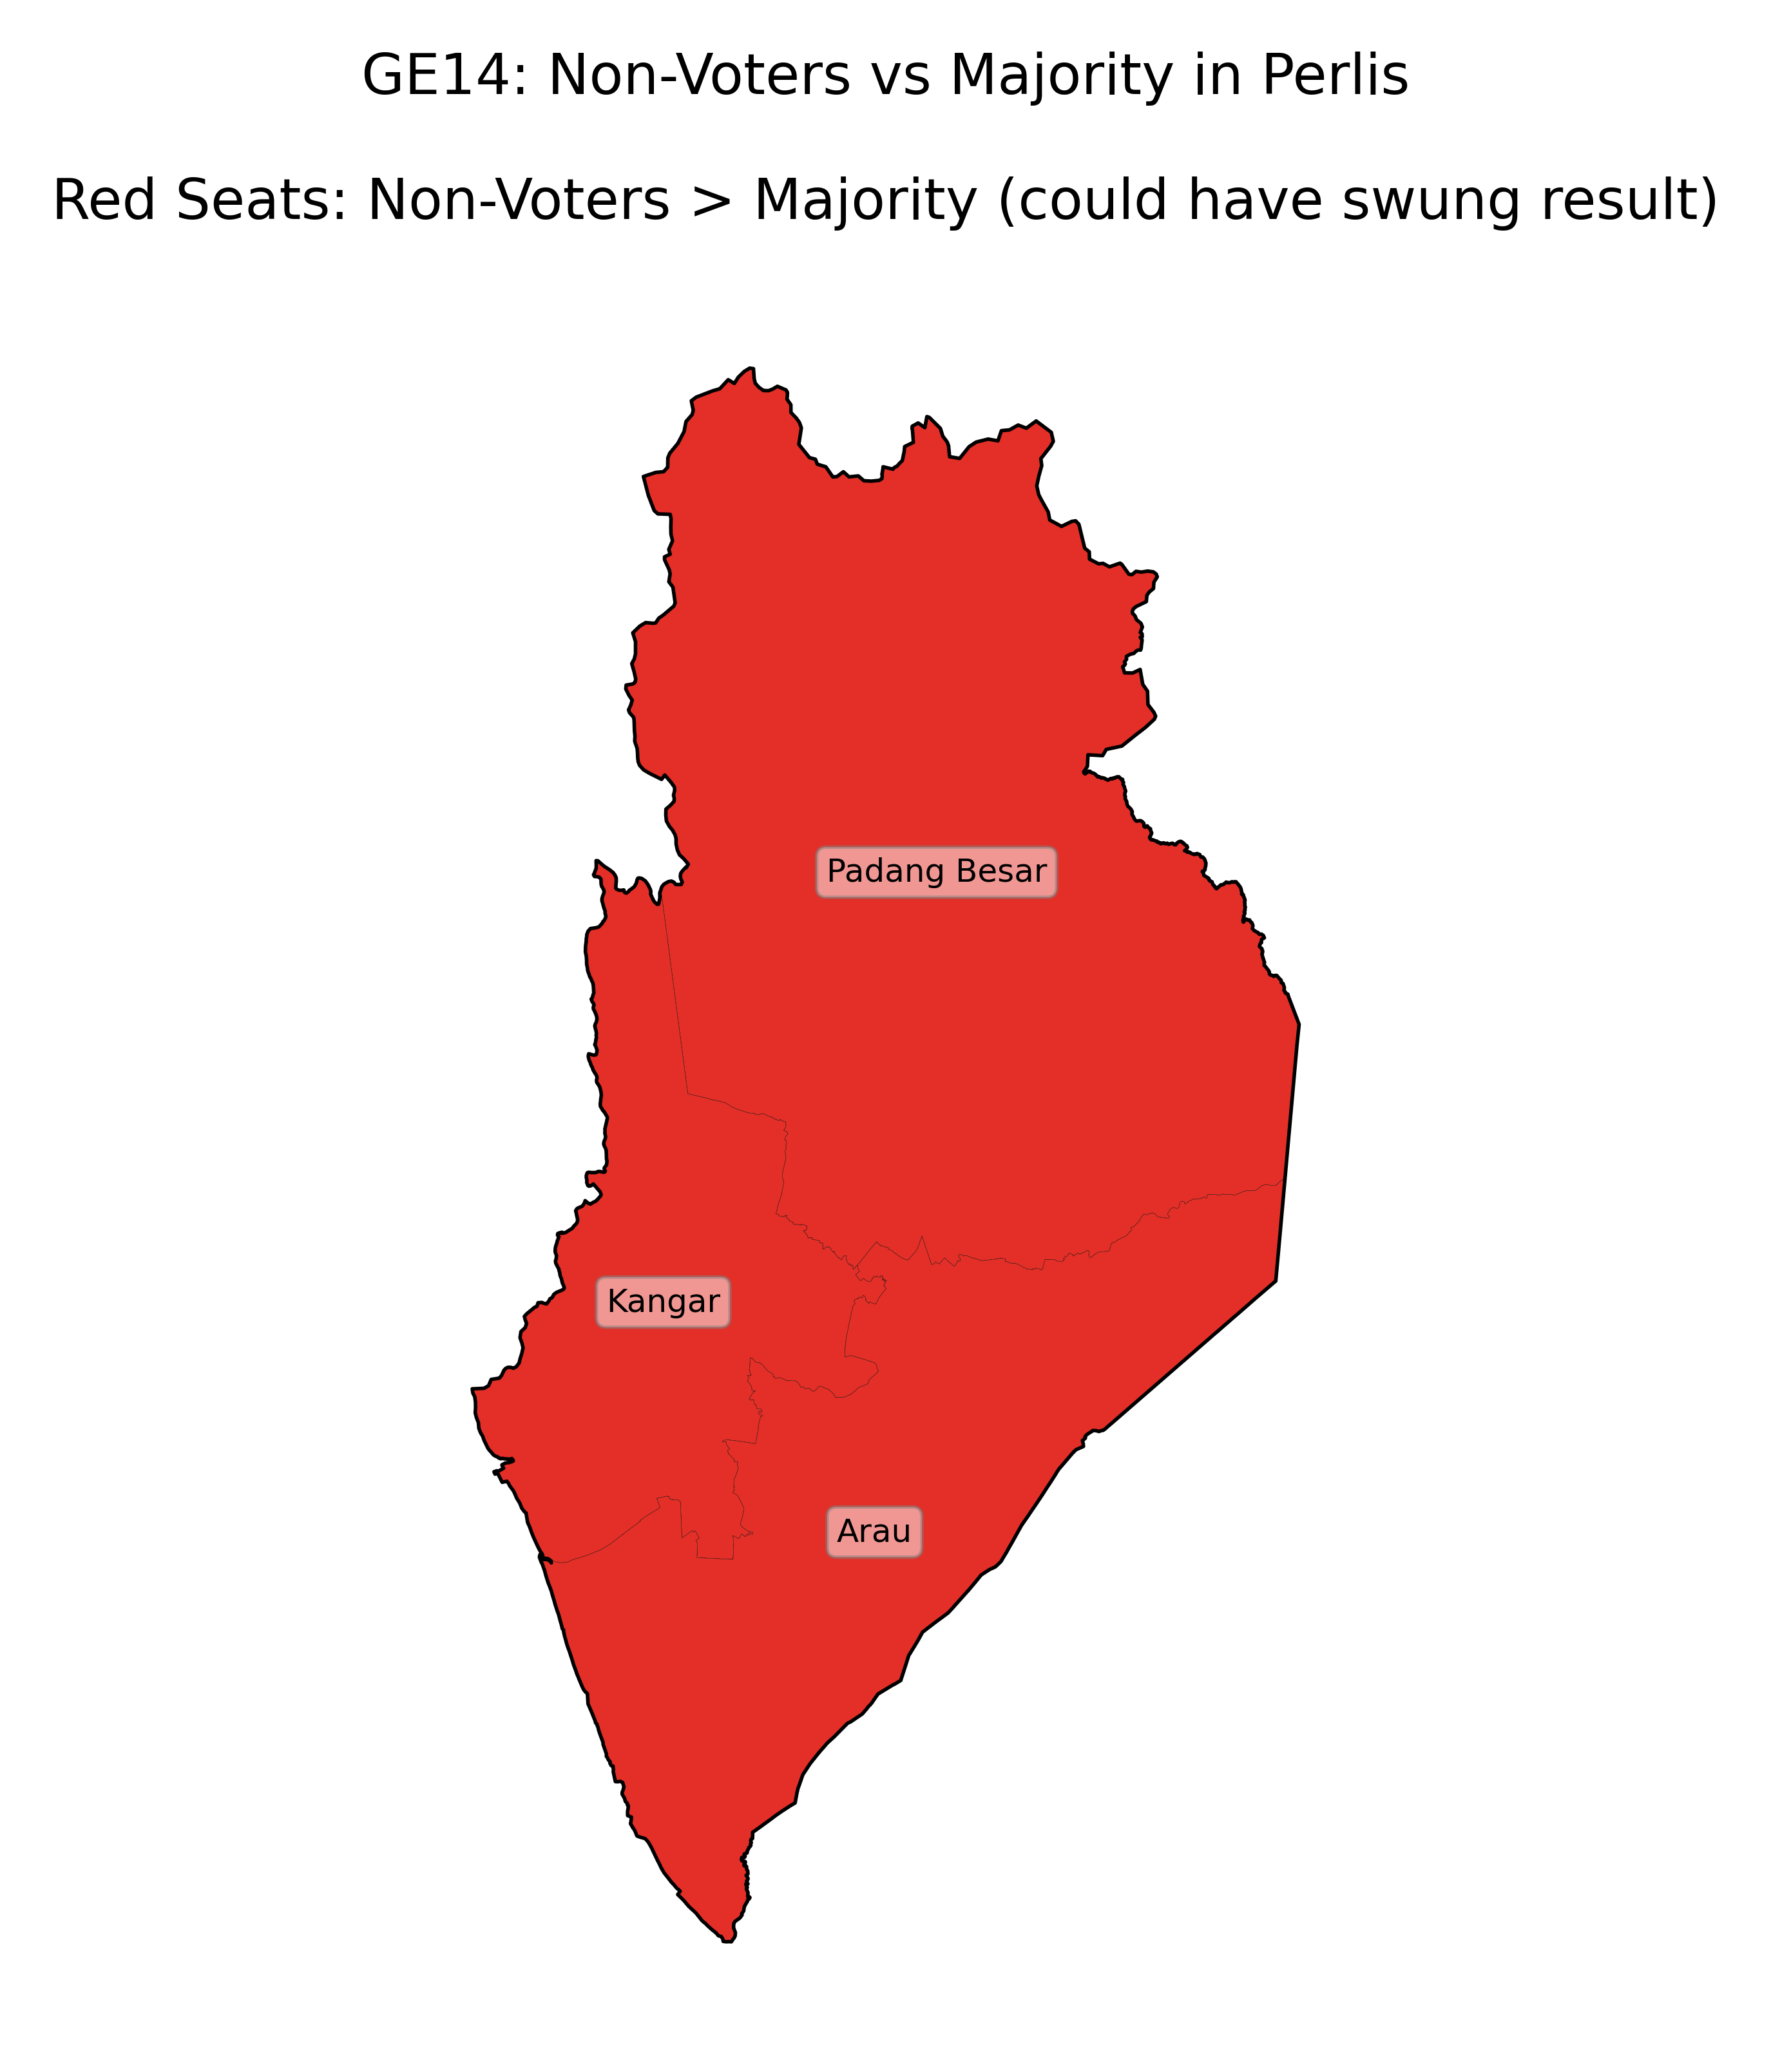 GE14: Non-Voters vs Majority in Perlis
Red Seats: Non-Voters > Majority (could have swung result)
Padang Besar
Kangar
Arau